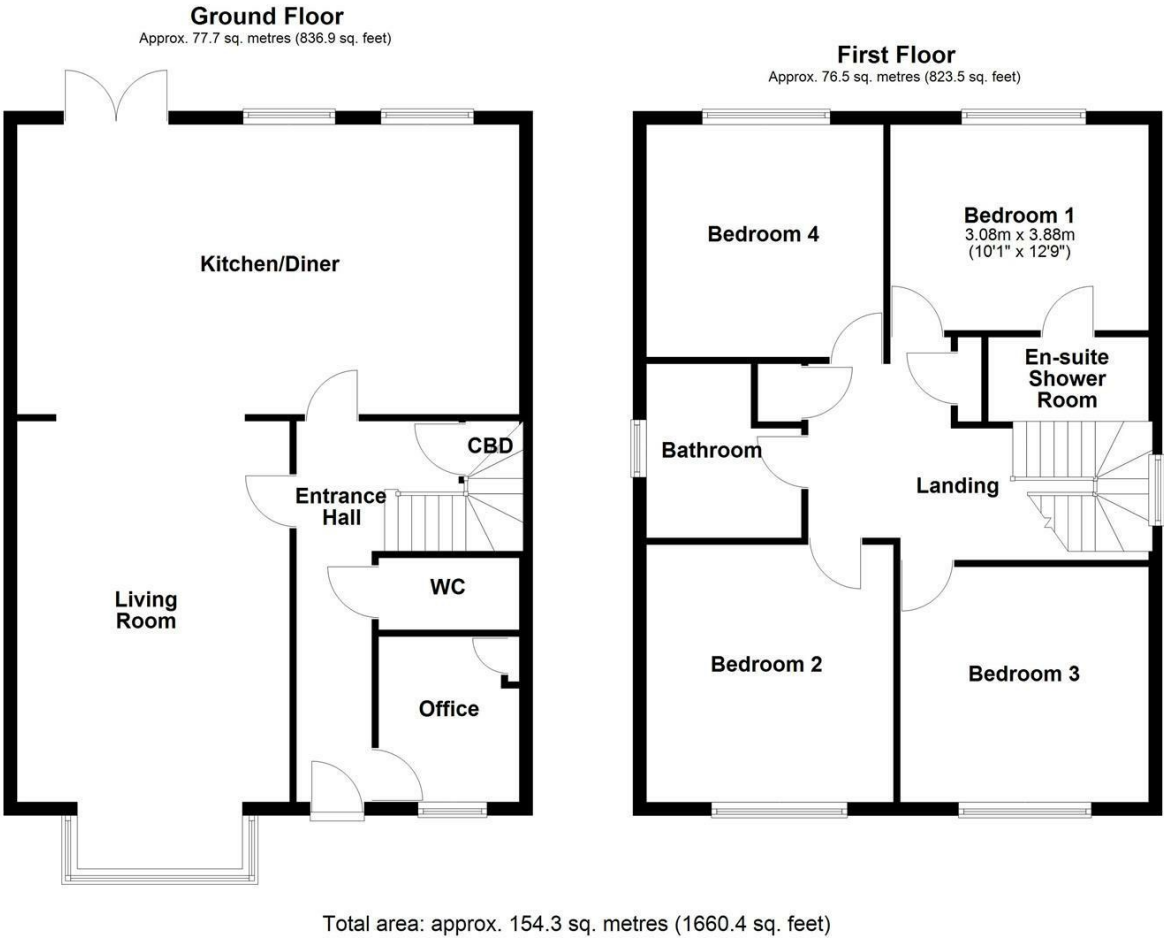 Ground Floor
Approx. 77.7 sq. metres (836.9 sq. feet)
Kitchen/Diner
CBD
Entrance
Hall
WC
Living
Room
Office
First Floor
Approx. 76.5 sq. metres (823.5 sq. feet)
Bedroom 4
Bedroom 1
3.08m x 3.88m
(10'1" x 12'9")
En-suite
Shower
Room
Bathroom
Landing
Bedroom 2
Bedroom 3
Total area: approx. 154.3 sq. metres (1660.4 sq. feet)